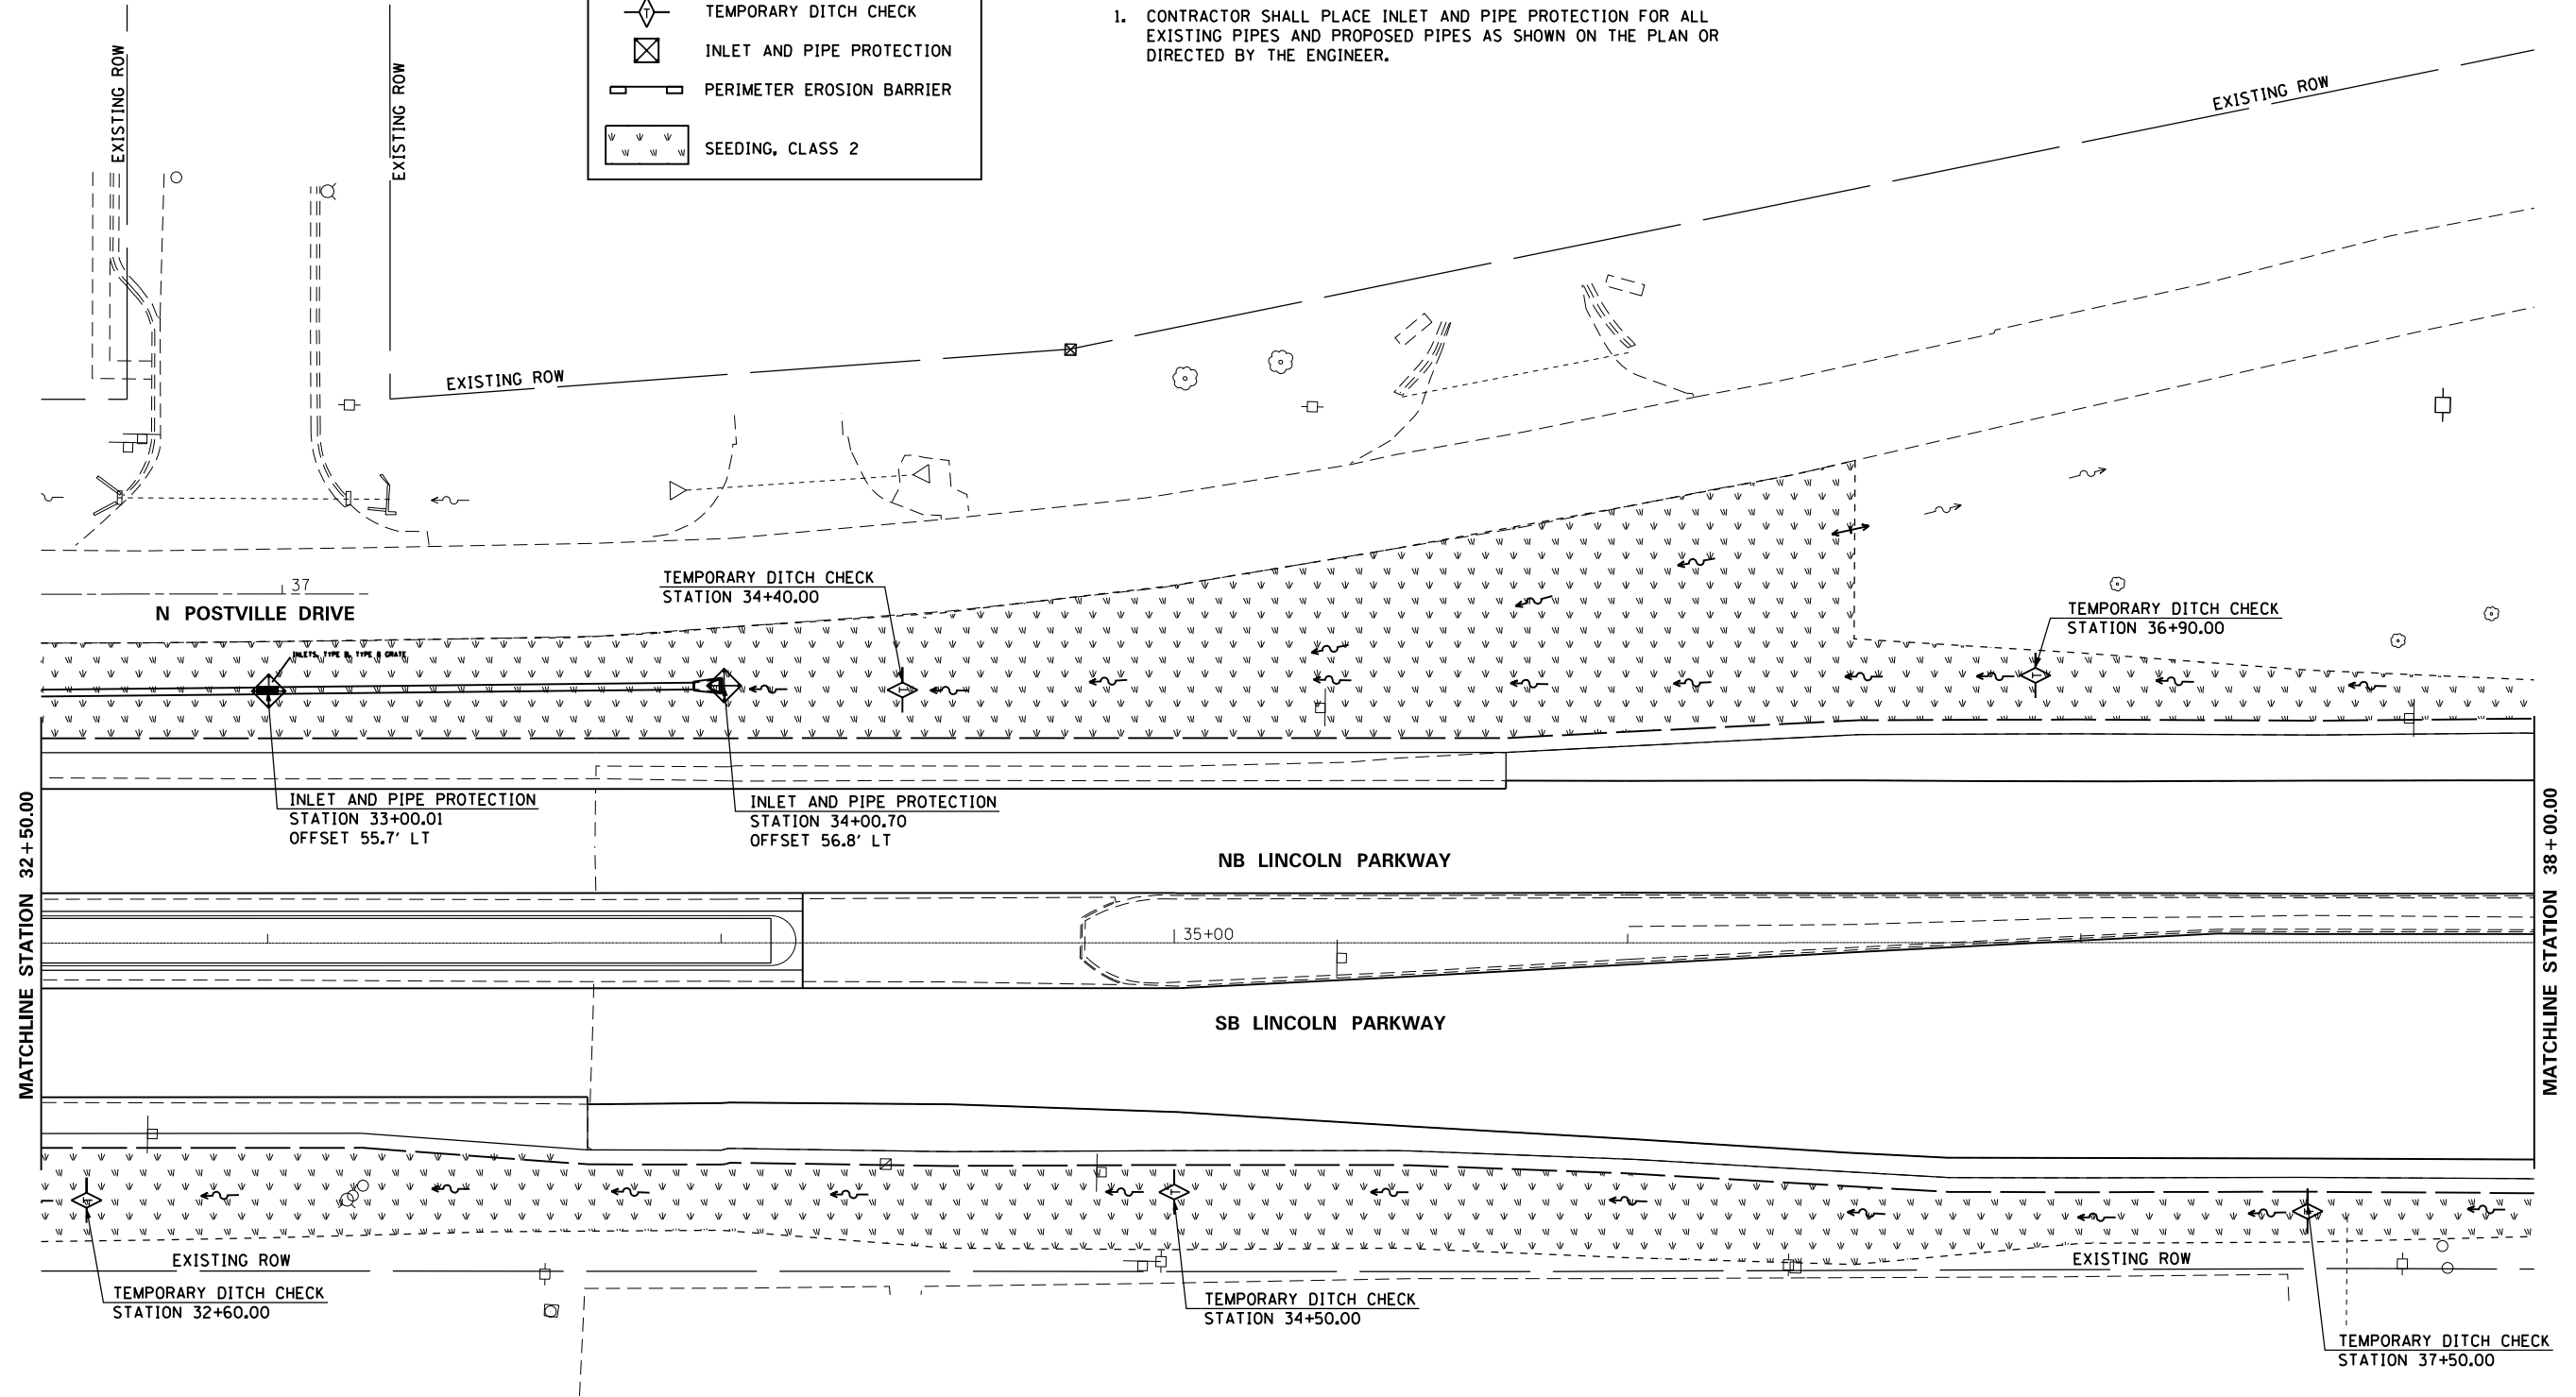 TEMPORARY DITCH CHECK
INLET AND PIPE PROTECTION
PERIMETER EROSION BARRIER
SEEDING, CLASS 2
1. CONTRACTOR SHALL PLACE INLET AND PIPE PROTECTION FOR ALL
EXISTING PIPES AND PROPOSED PIPES AS SHOWN ON THE PLAN OR
DIRECTED BY THE ENGINEER.
EXISTING ROW
EXISTING ROW
EXISTING ROW
EXISTING ROW
37
N POSTVILLE DRIVE
TEMPORARY DITCH CHECK
STATION 34+40.00
TEMPORARY DITCH CHECK
STATION 36+90.00
INLETS, TYPE B, TYPE 8 GRATE
INLET AND PIPE PROTECTION
STATION 33+00.01
OFFSET 55.7' LT
INLET AND PIPE PROTECTION
STATION 34+00.70
OFFSET 56.8' LT
MATCHLINE STATION 32+50.00
MATCHLINE STATION 38+00.00
NB LINCOLN PARKWAY
35+00
SB LINCOLN PARKWAY
EXISTING ROW
EXISTING ROW
TEMPORARY DITCH CHECK
STATION 32+60.00
TEMPORARY DITCH CHECK
STATION 34+50.00
TEMPORARY DITCH CHECK
STATION 37+50.00